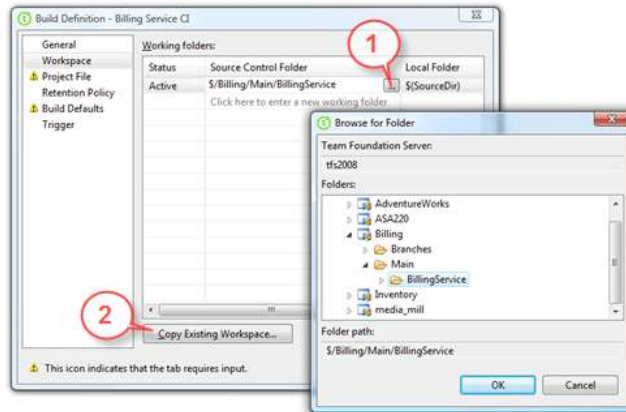 Build Definition - Billing Service CI
General
Workspace
Project File
Retention Policy
Build Defaults
Trigger
Working folders:
Status Source Control Folder Local Folder
Active $/Billing/Main/BillingService ... $(SourceDir)
Click here to enter a new working folder
1
Browse for Folder
Team Foundation Server:
tfs2008
Folders:
AdventureWorks
ASA220
Billing
Branches
Main
BillingService
Inventory
media_mill
Folder path:
$/Billing/Main/BillingService
OK Cancel
2
Copy Existing Workspace...
This icon indicates that the tab requires input.